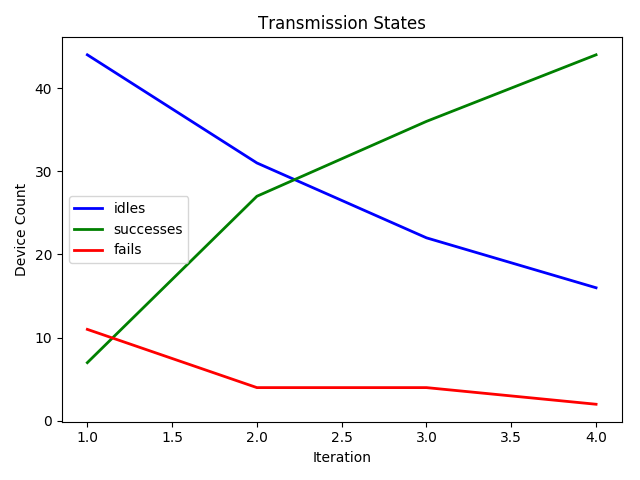 Transmission States
Device Count
40
30
20
10
0
idles
successes
fails
1.0 1.5 2.0 2.5 3.0 3.5 4.0
Iteration